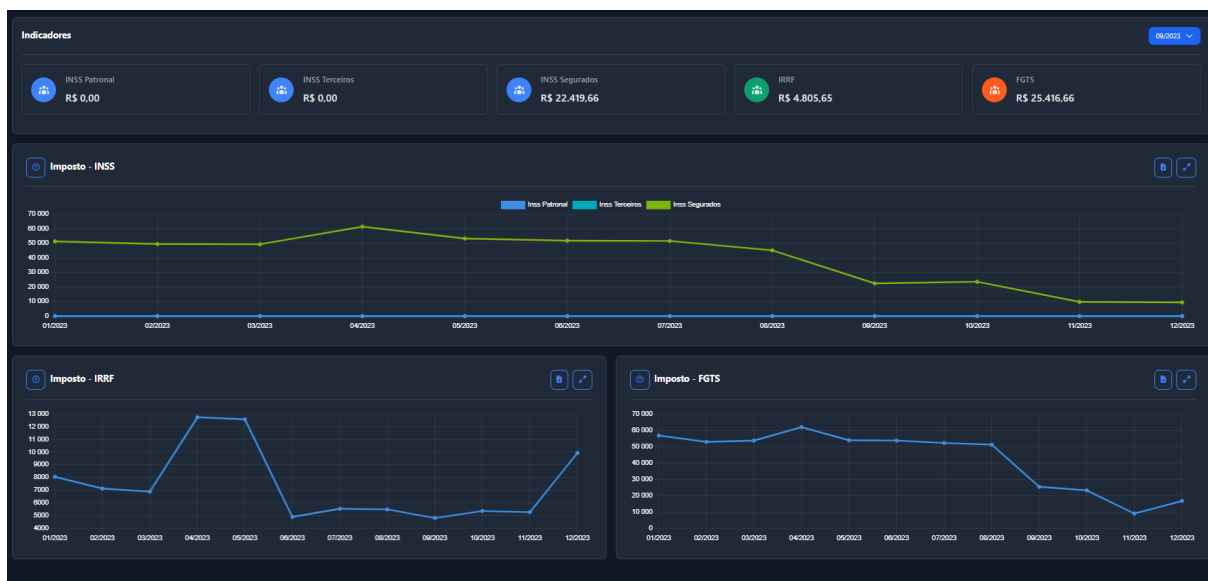 Indicadores
09/2023
INSS Patronal
R$ 0,00
INSS Terceiros
R$ 0,00
INSS Segurados
R$ 22.419,66
IRRF
R$ 4.805,65
FGTS
R$ 25.416,66
Imposto - INSS
Inss Patronal Inss Terceiros Inss Segurados
70 000
60 000
50 000
40 000
30 000
20 000
10 000
0
01/2023 02/2023 03/2023 04/2023 05/2023 06/2023 07/2023 08/2023 09/2023 10/2023 11/2023 12/2023
Imposto - IRRF
13 000
12 000
11 000
10 000
9000
8000
7000
6000
5000
4000
01/2023 02/2023 03/2023 04/2023 05/2023 06/2023 07/2023 08/2023 09/2023 10/2023 11/2023 12/2023
Imposto - FGTS
70 000
60 000
50 000
40 000
30 000
20 000
10 000
0
01/2023 02/2023 03/2023 04/2023 05/2023 06/2023 07/2023 08/2023 09/2023 10/2023 11/2023 12/2023